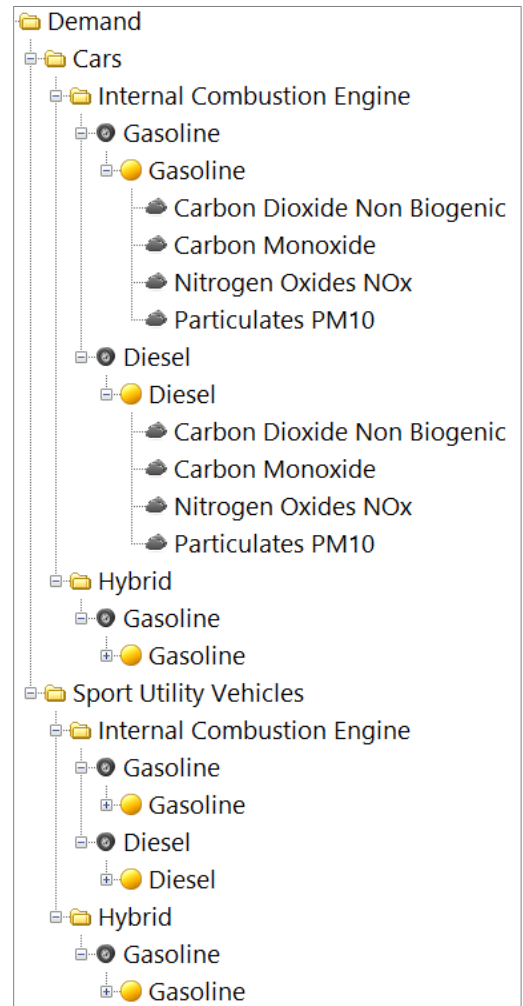 Demand
Cars
Internal Combustion Engine
Gasoline
Gasoline
Carbon Dioxide Non Biogenic
Carbon Monoxide
Nitrogen Oxides NOx
Particulates PM10
Diesel
Diesel
Carbon Dioxide Non Biogenic
Carbon Monoxide
Nitrogen Oxides NOx
Particulates PM10
Hybrid
Gasoline
Gasoline
Sport Utility Vehicles
Internal Combustion Engine
Gasoline
Gasoline
Diesel
Diesel
Hybrid
Gasoline
Gasoline